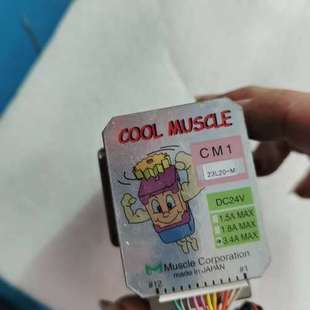 COOL MUSCLE
CM1
23L20-M
DC24V
1.5A MAX
1.8A MAX
3.4A MAX
Muscle Corporation
made in JAPAN
#12 #1